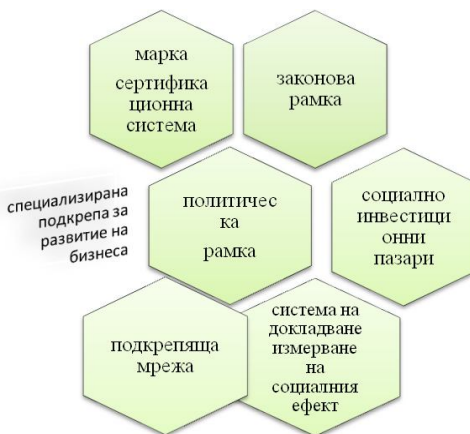 марка
сертифика
ционна
система
законова
рамка
специализирана
подкрепа за
развитие на
бизнеса
политичес
ка
рамка
социално
инвестици
онни
пазари
подкрепяща
мрежа
система на
докладване
измерване
на
социалния
ефект